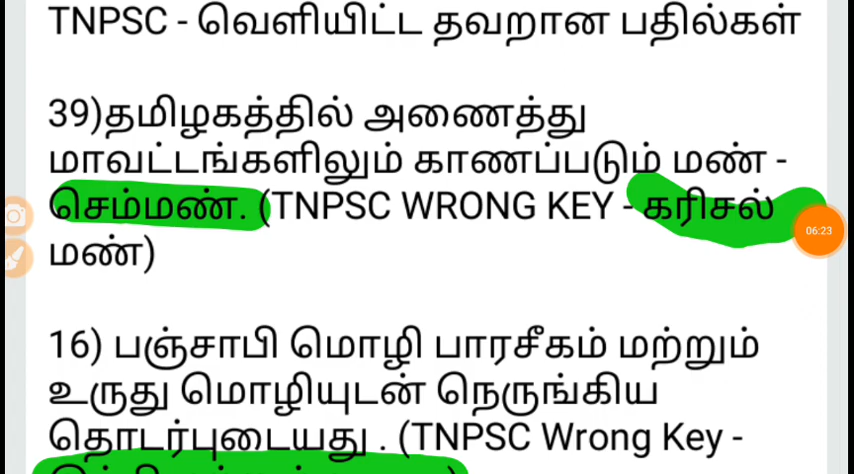 TNPSC - வெளியிட்ட தவறான பதில்கள்
39)தமிழகத்தில் அணைத்து
மாவட்டங்களிலும் காணப்படும் மண் -
செம்மண். (TNPSC WRONG KEY - கரிசல்
மண்)
06:23
16) பஞ்சாபி மொழி பாரசீகம் மற்றும்
உருது மொழியுடன் நெருங்கிய
தொடர்புடையது . (TNPSC Wrong Key -